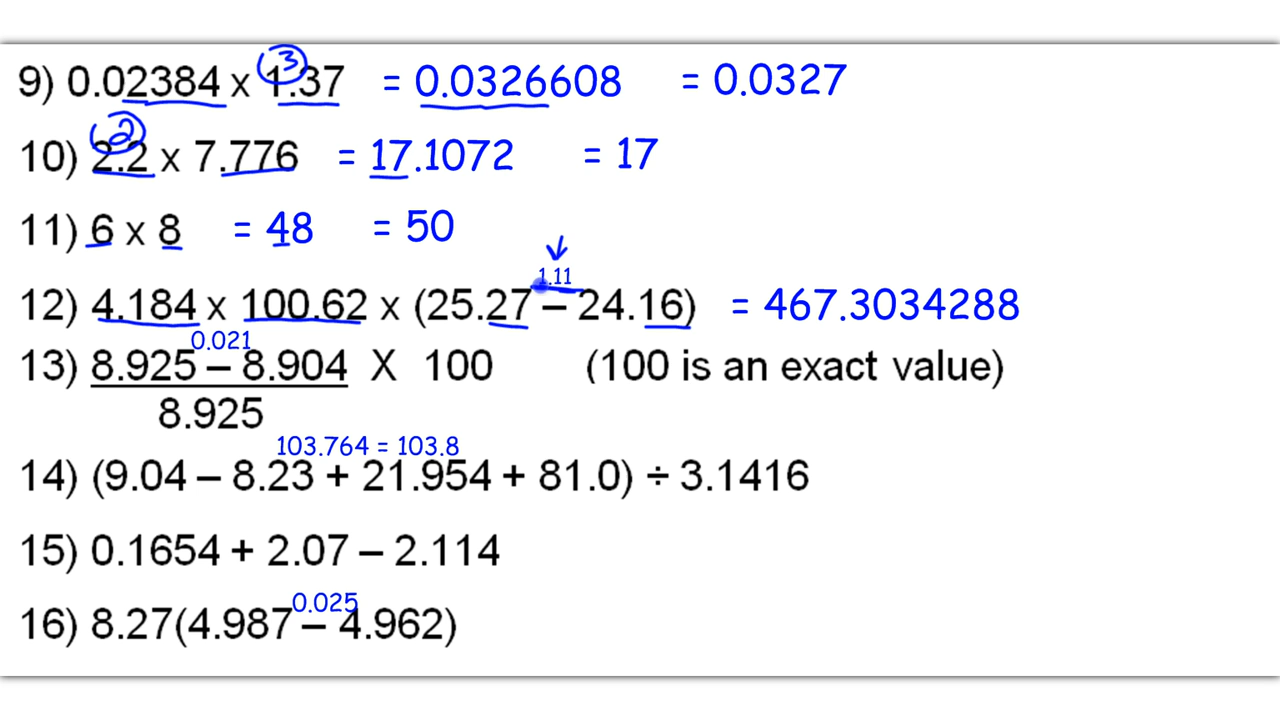 9) 0.02384 x 1.37 = 0.0326608 = 0.0327
3
10) 2.2 x 7.776 = 17.1072 = 17
2
11) 6 x 8 = 48 = 50
1.11
12) 4.184 x 100.62 x (25.27 – 24.16) = 467.3034288
0.021
13) 8.925 – 8.904 X 100 (100 is an exact value)
8.925
103.764 = 103.8
14) (9.04 – 8.23 + 21.954 + 81.0) ÷ 3.1416
15) 0.1654 + 2.07 – 2.114
0.025
16) 8.27(4.987 – 4.962)